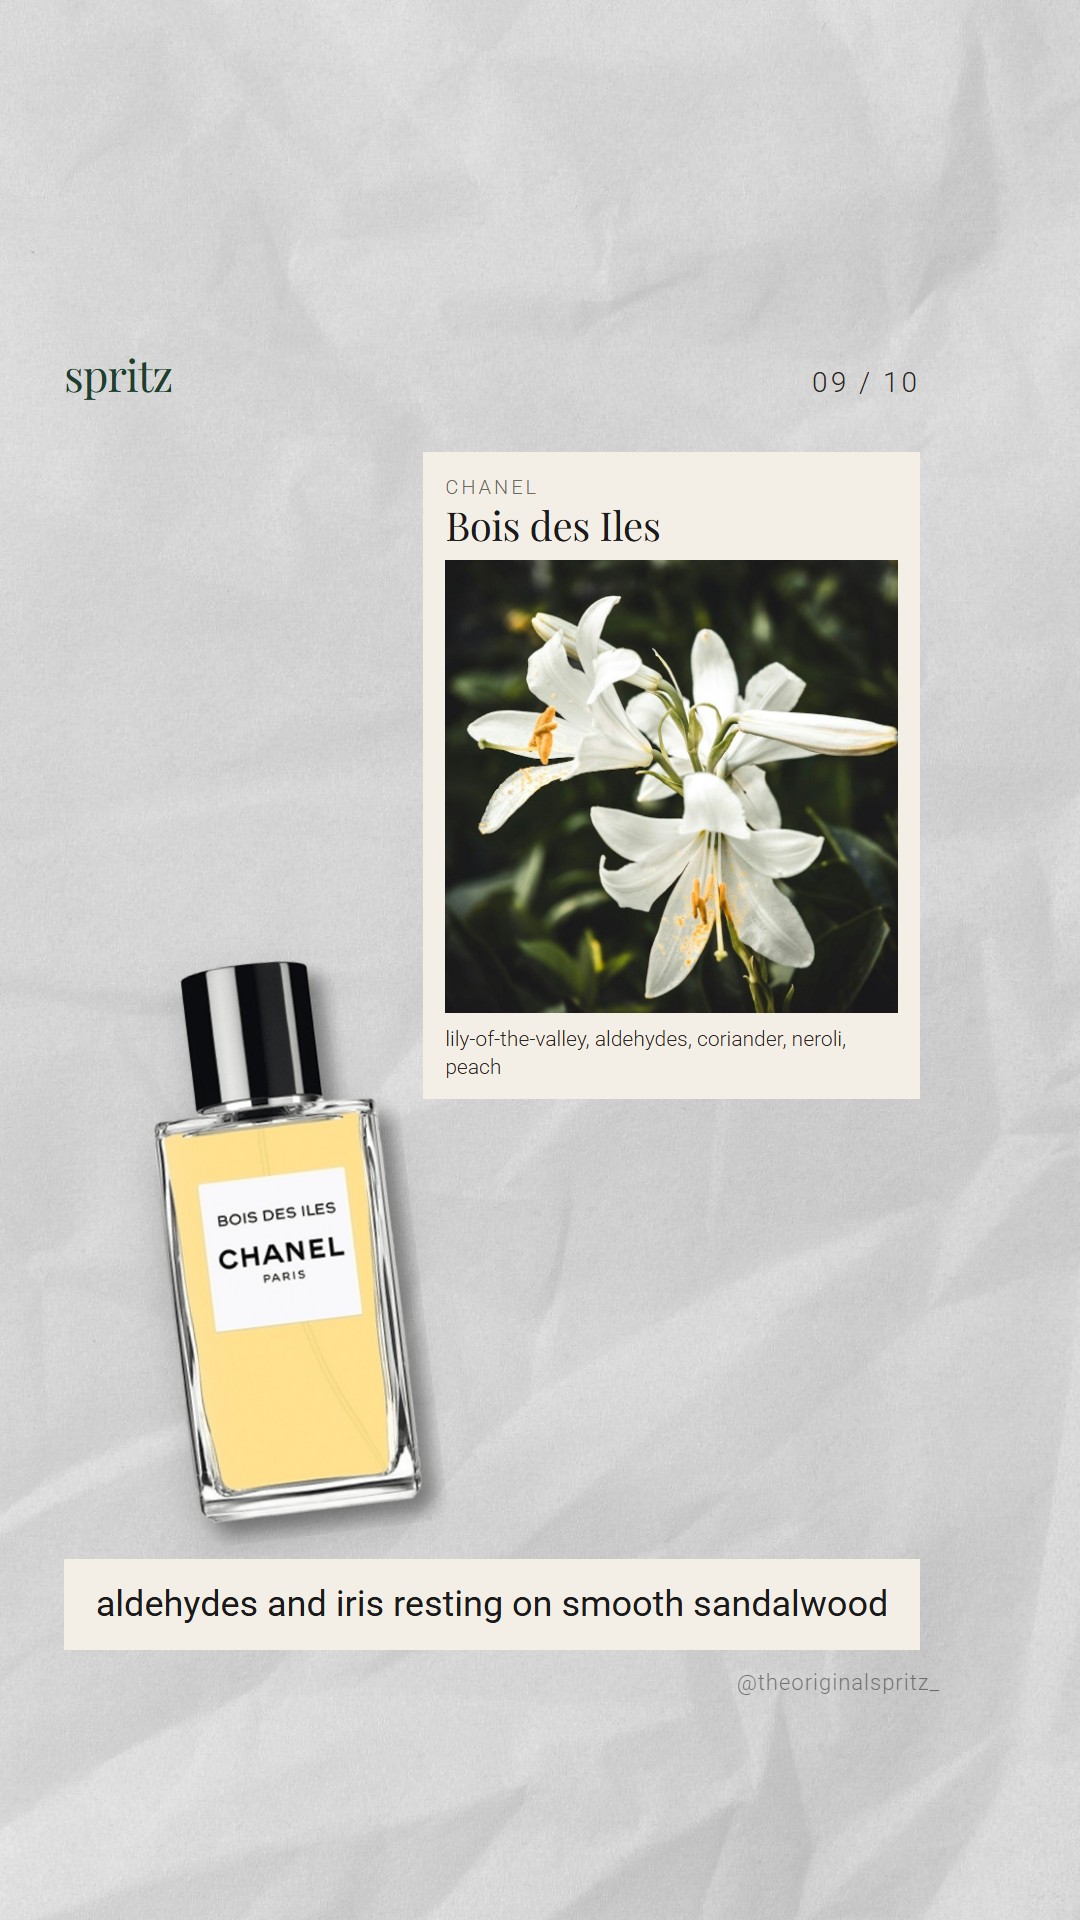 spritz
09 / 10
CHANEL
Bois des Iles
lily-of-the-valley, aldehydes, coriander, neroli,
peach
BOIS DES ILES
CHANEL
PARIS
aldehydes and iris resting on smooth sandalwood
@theoriginalspritz_